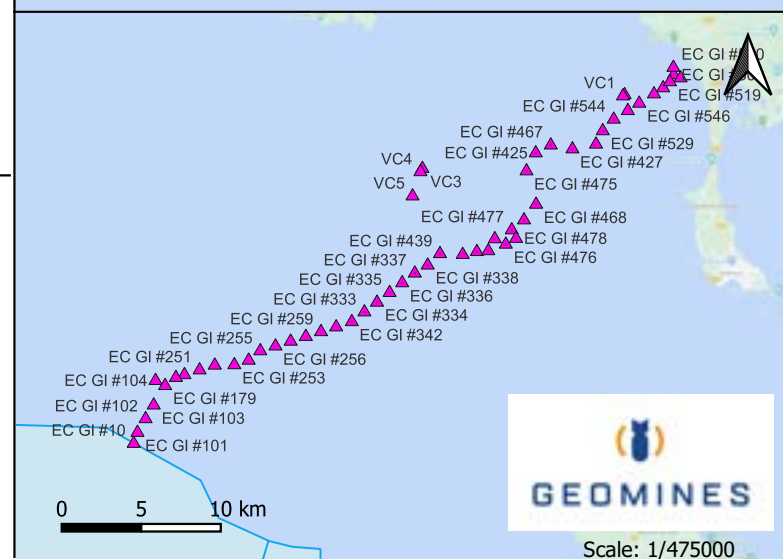 EC GI #
VC1
EC GI #519
EC GI #544
EC GI #546
EC GI #467
EC GI #529
EC GI #425
EC GI #427
VC4
VC3
EC GI #475
VC5
EC GI #477
EC GI #468
EC GI #439
EC GI #478
EC GI #476
EC GI #337
EC GI #338
EC GI #335
EC GI #336
EC GI #333
EC GI #334
EC GI #259
EC GI #342
EC GI #255
EC GI #256
EC GI #251
EC GI #253
EC GI #104
EC GI #179
EC GI #102
EC GI #103
EC GI #10
EC GI #101
0 5 10 km
GEOMINES
Scale: 1/475000